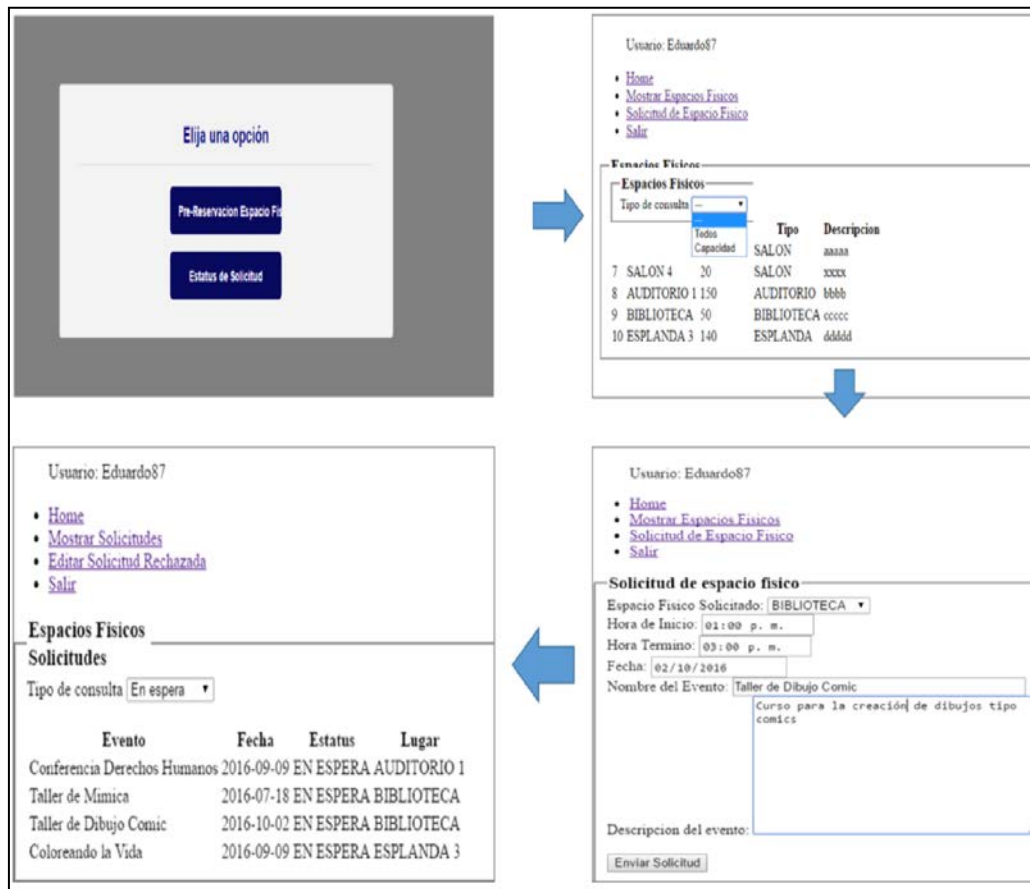 Elija una opción
Pre-Reservacion Espacio Fis
Estatus de Solicitud
Usuario: Eduardo87
Home
Mostrar Espacios Fisicos
Solicitud de Espacio Fisico
Salir
Espacios Fisicos
Espacios Fisicos
Tipo de consulta ---
---
Todos
Capacidad
Tipo Descripcion
SALON aaaaa
7 SALON 4 20 SALON xxxx
8 AUDITORIO 1 150 AUDITORIO bbbb
9 BIBLIOTECA 50 BIBLIOTECA ccccc
10 ESPLANDA 3 140 ESPLANDA ddddd
Usuario: Eduardo87
Home
Mostrar Espacios Fisicos
Solicitud de Espacio Fisico
Salir
Solicitud de espacio fisico
Espacio Fisico Solicitado: BIBLIOTECA
Hora de Inicio: 01:00 p. m.
Hora Termino: 03:00 p. m.
Fecha: 02/10/2016
Nombre del Evento: Taller de Dibujo Comic
Curso para la creación de dibujos tipo
comics
Descripcion del evento:
Enviar Solicitud
Usuario: Eduardo87
Home
Mostrar Solicitudes
Editar Solicitud Rechazada
Salir
Espacios Fisicos
Solicitudes
Tipo de consulta En espera
Evento Fecha Estatus Lugar
Conferencia Derechos Humanos 2016-09-09 EN ESPERA AUDITORIO 1
Taller de Mimica 2016-07-18 EN ESPERA BIBLIOTECA
Taller de Dibujo Comic 2016-10-02 EN ESPERA BIBLIOTECA
Coloreando la Vida 2016-09-09 EN ESPERA ESPLANDA 3